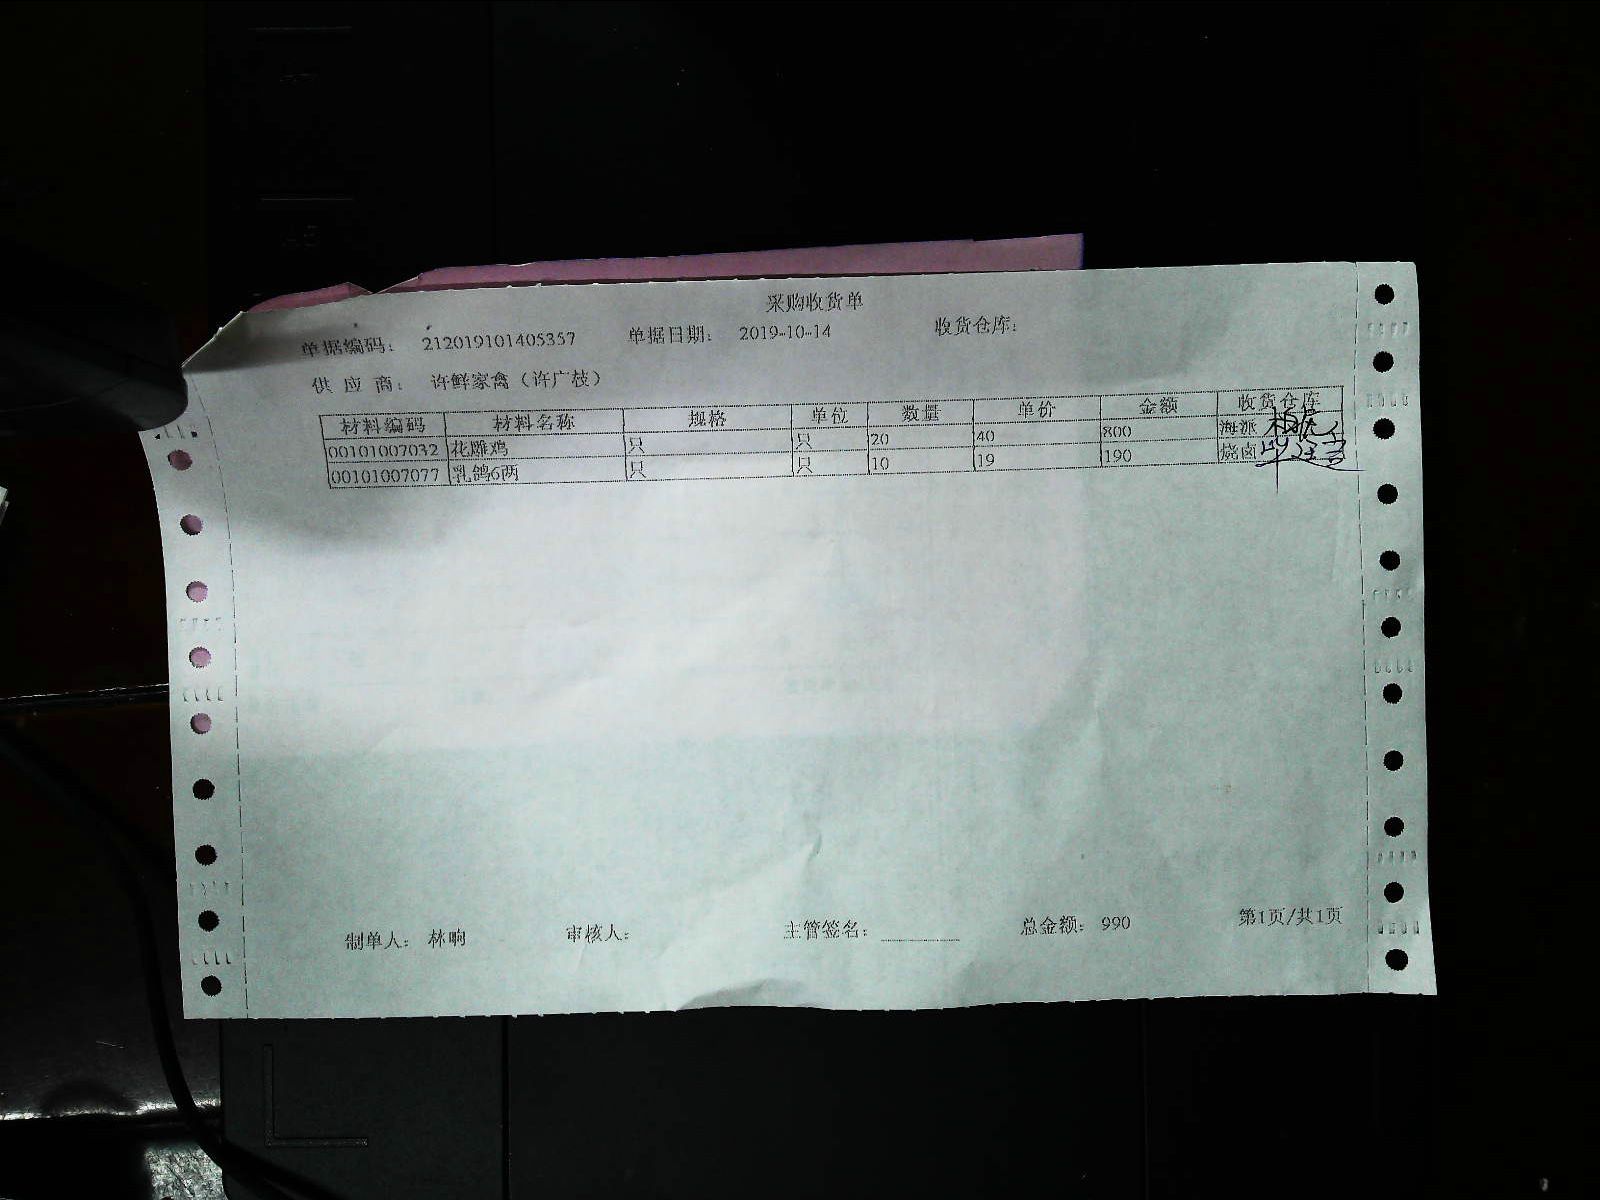 采购收货单
单据编码： 212019101405357 单据日期： 2019-10-14 收货仓库：
供 应 商： 许鲜家禽（许广枝）
材料编码 材料名称 规格 单位 数量 单价 金额 收货仓库
00101007032 花雕鸡 只 只 20 40 800 海派
00101007077 乳鸽6两 只 只 10 19 190 烧卤
制单人： 林响 审核人： 主管签名： 总金额： 990 第1页/共1页